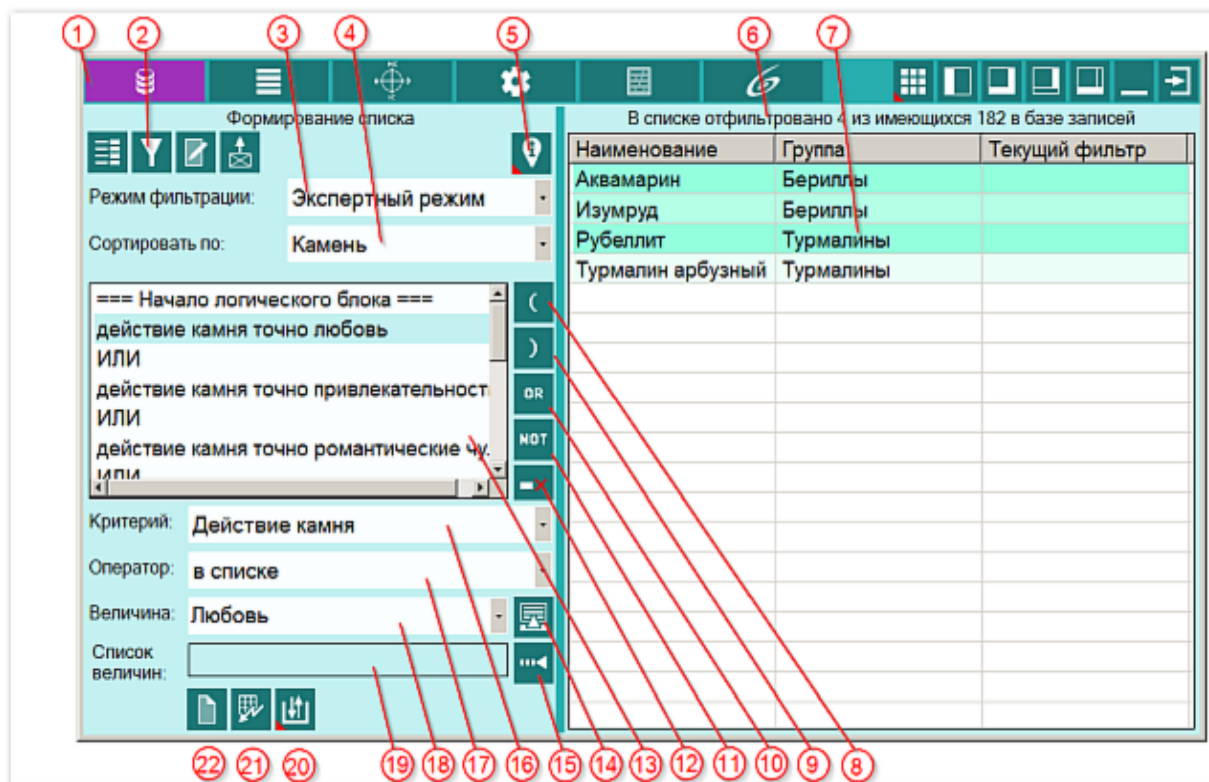 1 2 3 4 5 6 7
Формирование списка
Режим фильтрации: Экспертный режим
Сортировать по: Камень
=== Начало логического блока ===
действие камня точно любовь
ИЛИ
действие камня точно привлекательность
ИЛИ
действие камня точно романтические чу
ИЛИ
(
)
OR
NOT
Критерий: Действие камня
Оператор: в списке
Величина: Любовь
Список
величин:
В списке отфильтровано 4 из имеющихся 182 в базе записей
Наименование Группа Текущий фильтр
Аквамарин Бериллы
Изумруд Бериллы
Рубеллит Турмалины
Турмалин арбузный Турмалины
22 21 20 19 18 17 16 15 14 13 12 11 10 9 8